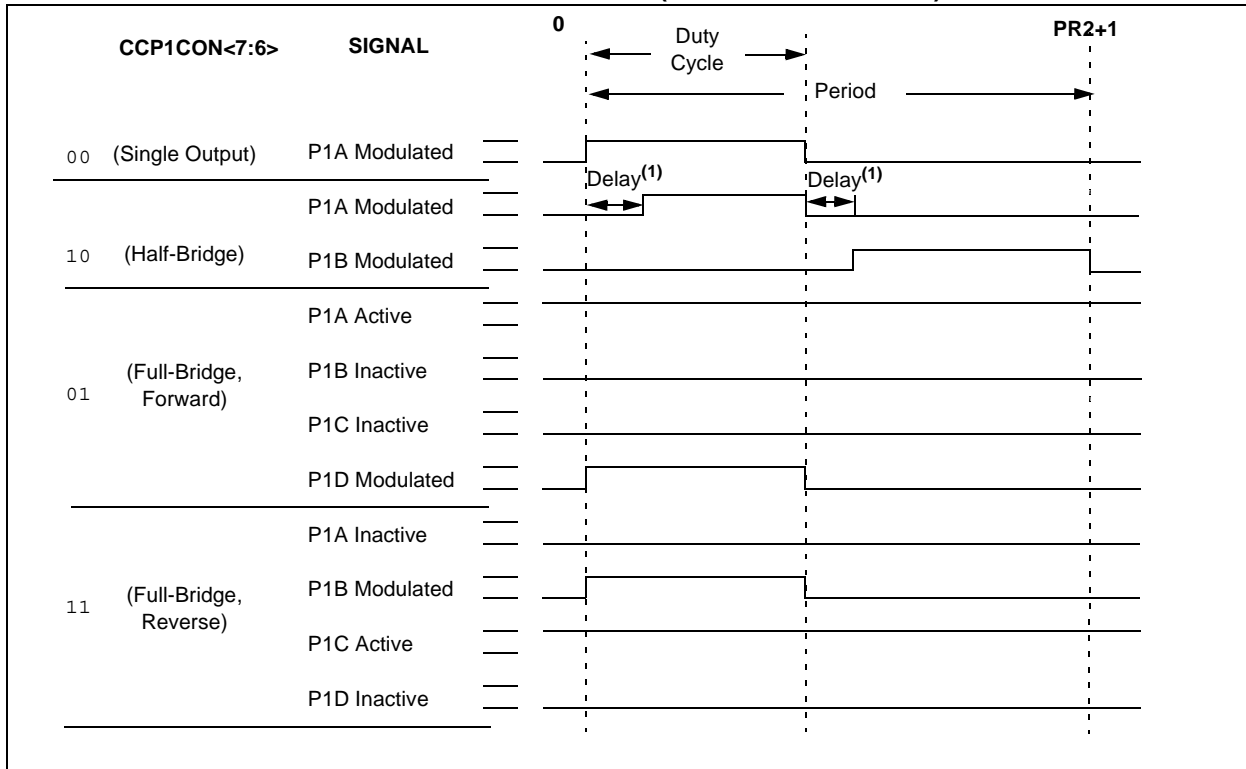 0
PR2+1
CCP1CON<7:6>
SIGNAL
Duty
Cycle
Period
00
(Single Output)
P1A Modulated
Delay(1)
Delay(1)
P1A Modulated
10
(Half-Bridge)
P1B Modulated
P1A Active
01
(Full-Bridge,
Forward)
P1B Inactive
P1C Inactive
P1D Modulated
P1A Inactive
11
(Full-Bridge,
Reverse)
P1B Modulated
P1C Active
P1D Inactive